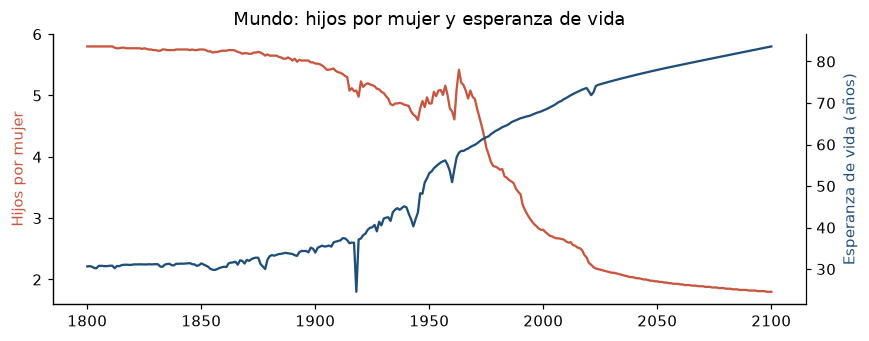 Mundo: hijos por mujer y esperanza de vida
Hijos por mujer
6
5
4
3
2
80
70
60
50
40
30
Esperanza de vida (años)
1800 1850 1900 1950 2000 2050 2100